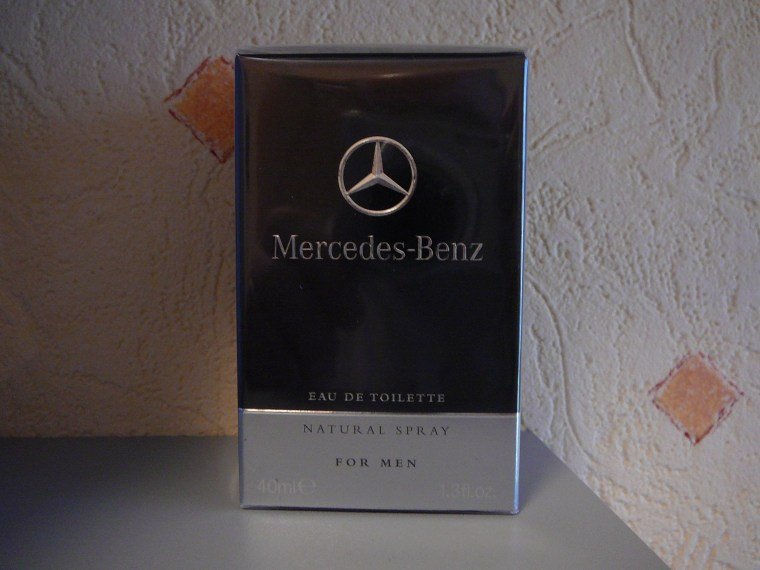 Mercedes-Benz
EAU DE TOILETTE
NATURAL SPRAY
FOR MEN
40ml℮ 1.3fl.oz.